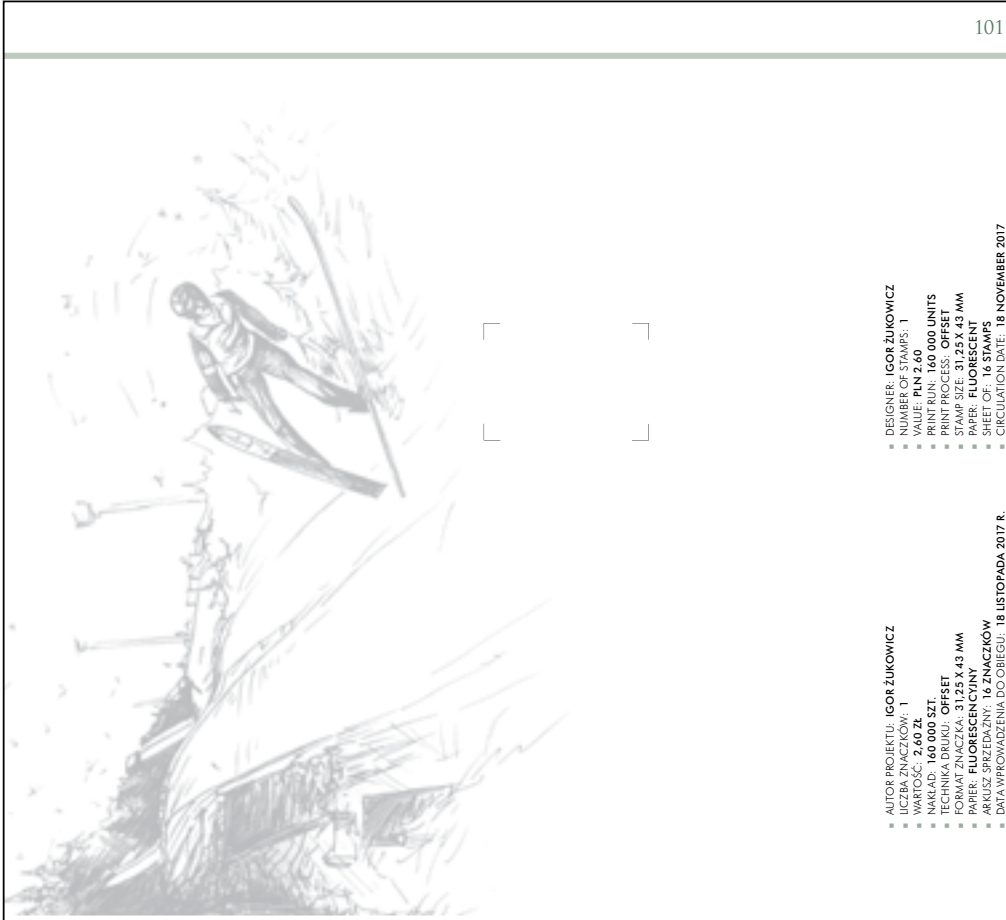 101
DESIGNER: IGOR ŻUKOWICZ
NUMBER OF STAMPS: 1
VALUE: PLN 2.60
PRINT RUN: 160 000 UNITS
PRINT PROCESS: OFFSET
STAMP SIZE: 31,25 X 43 MM
PAPER: FLUORESCENT
SHEET OF: 16 STAMPS
CIRCULATION DATE: 18 NOVEMBER 2017
AUTOR PROJEKTU: IGOR ŻUKOWICZ
LICZBA ZNACZKÓW: 1
WARTOŚĆ: 2,60 ZŁ
NAKŁAD: 160 000 SZT.
TECHNIKA DRUKU: OFFSET
FORMAT ZNACZKA: 31,25 X 43 MM
PAPIER: FLUORESCENCYJNY
ARKUSZ SPRZEDAŻNY: 16 ZNACZKÓW
DATA WPROWADZENIA DO OBIEGU: 18 LISTOPADA 2017 R.